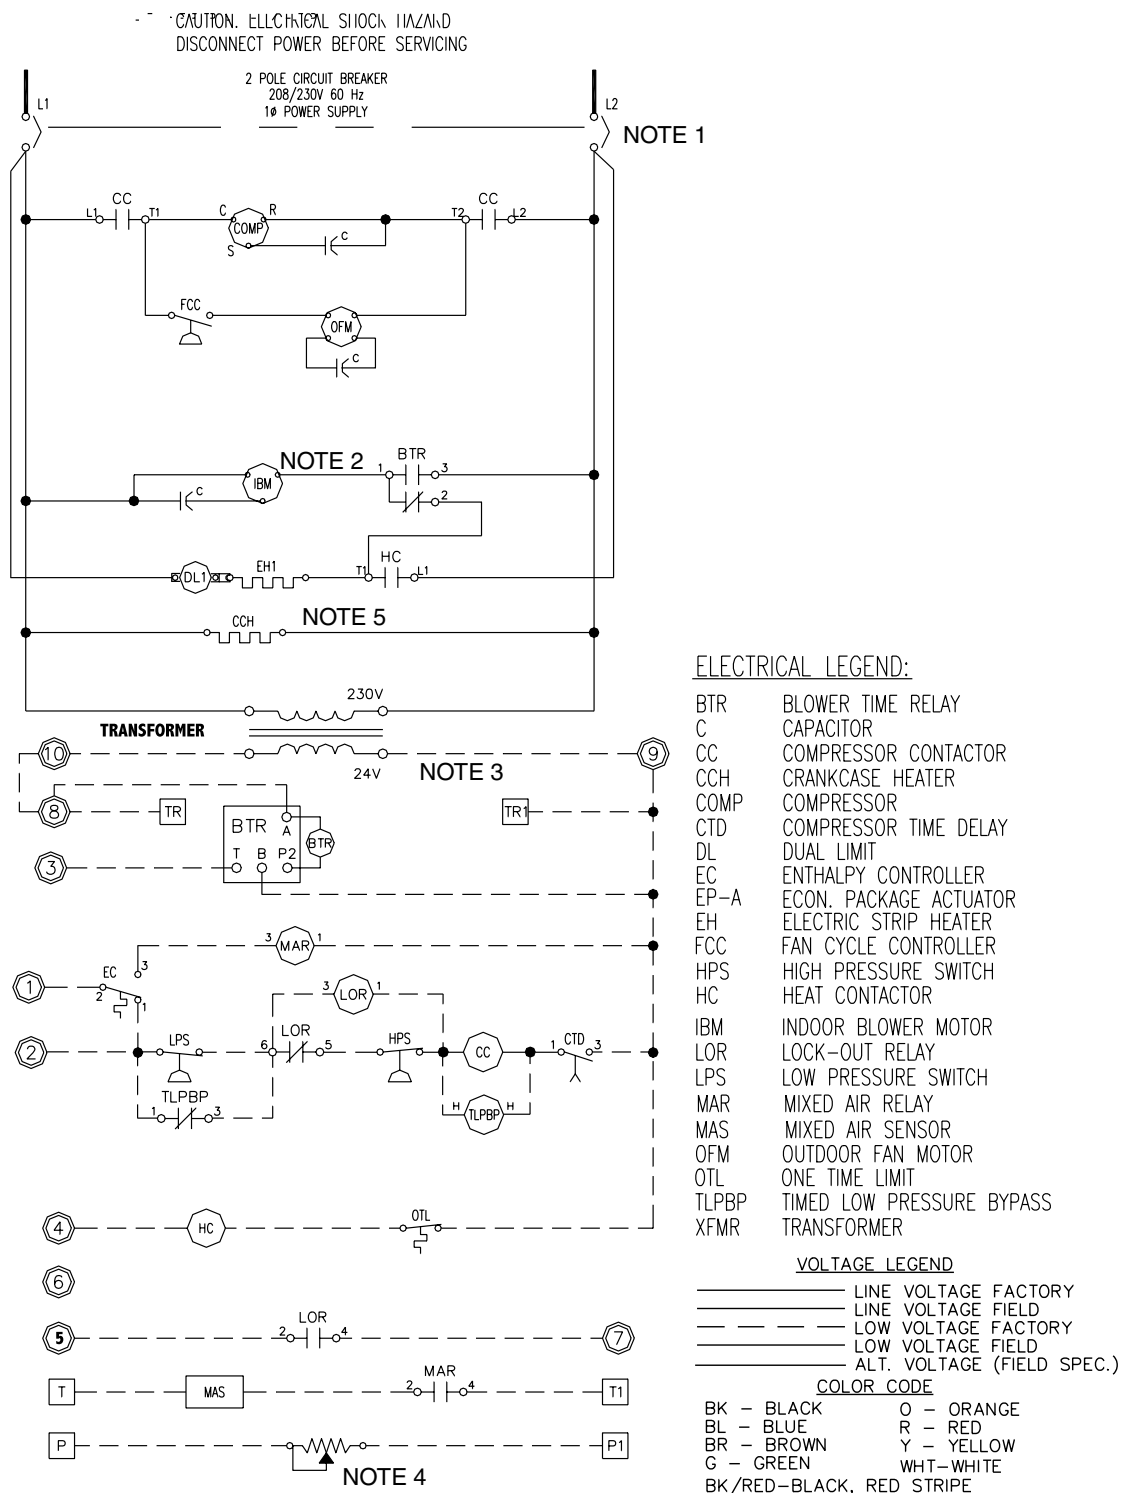 CAUTION. ELECTRICAL SHOCK HAZARD
DISCONNECT POWER BEFORE SERVICING
2 POLE CIRCUIT BREAKER
208/230V 60 Hz
1ø POWER SUPPLY
L1
L2
NOTE 1
CC
CC
L1
T1
C
R
T2
L2
COMP
S
C
FCC
OFM
C
NOTE 2
BTR
1
3
IBM
C
2
HC
EH1
DL1
T1
L1
NOTE 5
CCH
230V
TRANSFORMER
10
9
24V
NOTE 3
8
TR
TR1
BTR
A
BTR
T B P2
3
3 MAR 1
EC
3
1
2
1
3 LOR 1
LOR
2
LPS
6
5
HPS
CC
CTD
1
3
TLPBP
1
3
H TLPBP H
4
HC
OTL
6
LOR
5
2
4
7
MAR
T
MAS
2
4
T1
P
P1
NOTE 4
ELECTRICAL LEGEND:
BTR BLOWER TIME RELAY
C CAPACITOR
CC COMPRESSOR CONTACTOR
CCH CRANKCASE HEATER
COMP COMPRESSOR
CTD COMPRESSOR TIME DELAY
DL DUAL LIMIT
EC ENTHALPY CONTROLLER
EP-A ECON. PACKAGE ACTUATOR
EH ELECTRIC STRIP HEATER
FCC FAN CYCLE CONTROLLER
HPS HIGH PRESSURE SWITCH
HC HEAT CONTACTOR
IBM INDOOR BLOWER MOTOR
LOR LOCK-OUT RELAY
LPS LOW PRESSURE SWITCH
MAR MIXED AIR RELAY
MAS MIXED AIR SENSOR
OFM OUTDOOR FAN MOTOR
OTL ONE TIME LIMIT
TLPBP TIMED LOW PRESSURE BYPASS
XFMR TRANSFORMER
VOLTAGE LEGEND
LINE VOLTAGE FACTORY
LINE VOLTAGE FIELD
LOW VOLTAGE FACTORY
LOW VOLTAGE FIELD
ALT. VOLTAGE (FIELD SPEC.)
COLOR CODE
BK – BLACK O – ORANGE
BL – BLUE R – RED
BR – BROWN Y – YELLOW
G – GREEN WHT–WHITE
BK/RED–BLACK, RED STRIPE